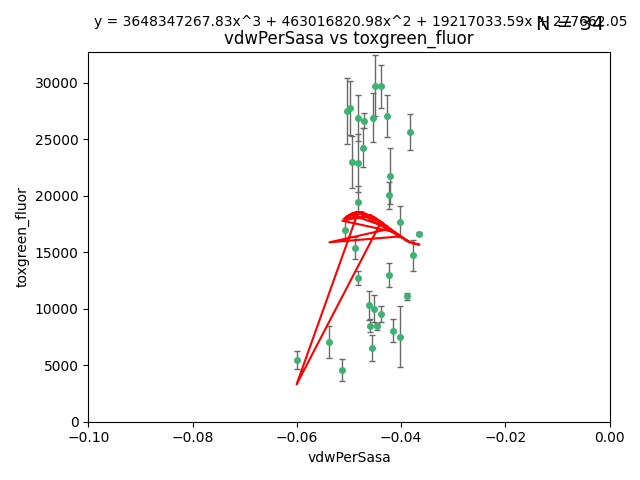 y = 3648347267.83x^3 + 463016820.98x^2 + 19217033.59x + 277662.05
N = 34
vdwPerSasa vs toxgreen_fluor
toxgreen_fluor
30000
25000
20000
15000
10000
5000
0
−0.10 −0.08 −0.06 −0.04 −0.02 0.00
vdwPerSasa